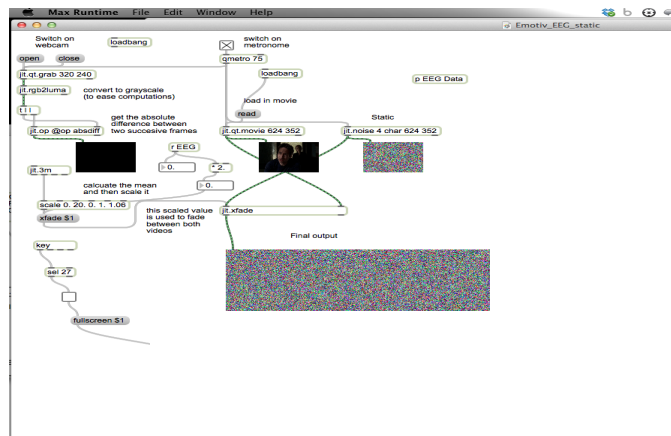 Max Runtime File Edit Window Help
Emotiv_EEG_static
Switch on
webcam
loadbang
switch on
metronome
open close
qmetro 75
jit.qt.grab 320 240
loadbang
p EEG Data
jit.rgb2luma
convert to grayscale
(to ease computations)
load in movie
read
t l l
get the absolute
difference between
two succesive frames
Static
jit.op @op absdiff
jit.qt.movie 624 352
jit.noise 4 char 624 352
r EEG
jit.3m
0.
* 2.
calcuate the mean
and then scale it
0.
scale 0. 20. 0. 1. 1.06
xfade $1
this scaled value
is used to fade
between both
videos
jit.xfade
Final output
key
sel 27
fullscreen $1